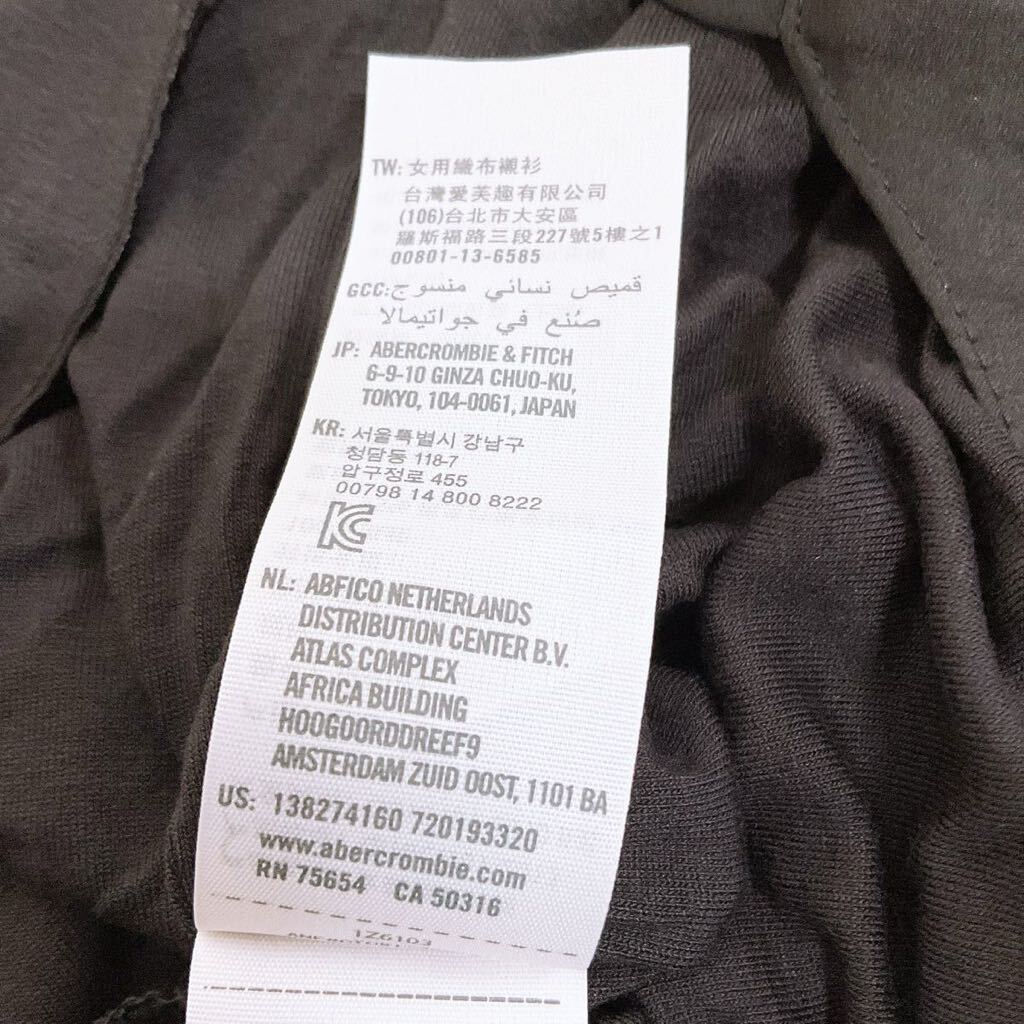 TW: 女用織布襯衫
台灣愛芙趣有限公司
(106)台北市大安區
羅斯福路三段227號5樓之1
00801-13-6585
GCC: قميص نسائي منسوج
صُنع في جواتيمالا
JP: ABERCROMBIE & FITCH
6-9-10 GINZA CHUO-KU,
TOKYO, 104-0061, JAPAN
KR: 서울특별시 강남구
청담동 118-7
압구정로 455
00798 14 800 8222
KC
NL: ABFICO NETHERLANDS
DISTRIBUTION CENTER B.V.
ATLAS COMPLEX
AFRICA BUILDING
HOOGOORDDREEF9
AMSTERDAM ZUID OOST, 1101 BA
US: 138274160 720193320
www.abercrombie.com
RN 75654 CA 50316
1Z6103